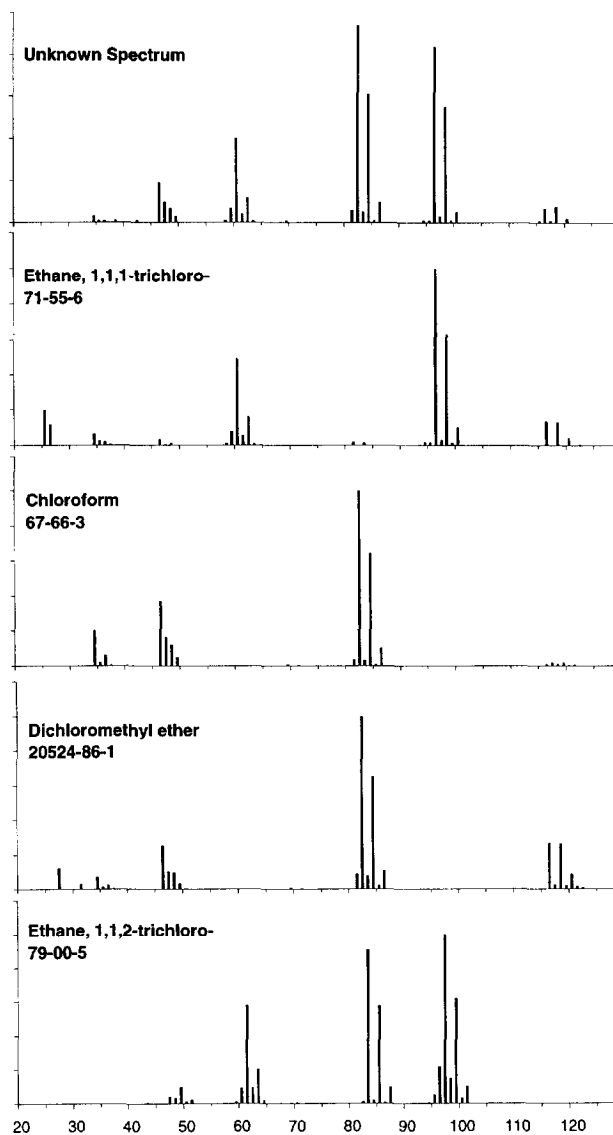 Unknown Spectrum
Ethane, 1,1,1-trichloro-
71-55-6
Chloroform
67-66-3
Dichloromethyl ether
20524-86-1
Ethane, 1,1,2-trichloro-
79-00-5
20 30 40 50 60 70 80 90 100 110 120